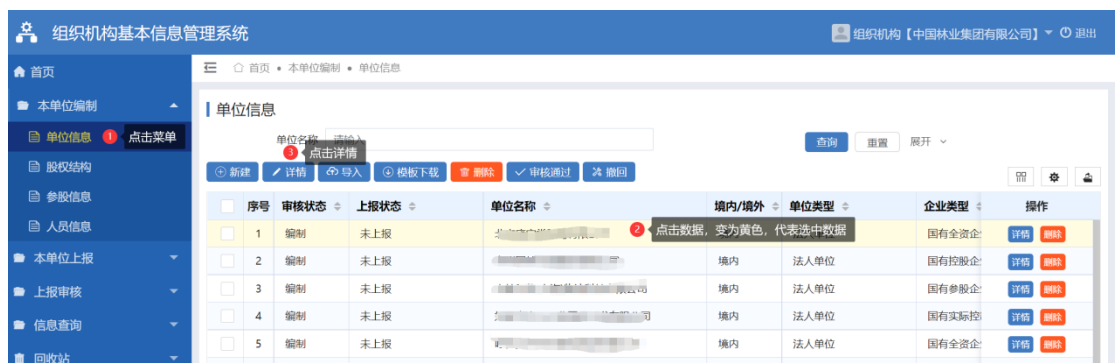 组织机构基本信息管理系统
组织机构【中国林业集团有限公司】 退出
首页
首页 • 本单位编制 • 单位信息
本单位编制
单位信息
单位信息 1 点击菜单
单位名称 请输入
查询 重置 展开
3 点击详情
股权结构
新建 详情 导入 模板下载 删除 审核通过 撤回
参股信息
序号 审核状态 上报状态 单位名称 境内/境外 单位类型 企业类型 操作
人员信息
1 编制 未上报 2 点击数据，变为黄色，代表选中数据 国有全资企 详情 删除
本单位上报
2 编制 未上报 境内 法人单位 国有控股企 详情 删除
上报审核
3 编制 未上报 境内 法人单位 国有参股企 详情 删除
信息查询
4 编制 未上报 境内 法人单位 国有实际控 详情 删除
5 编制 未上报 境内 法人单位 国有全资企 详情 删除
回收站